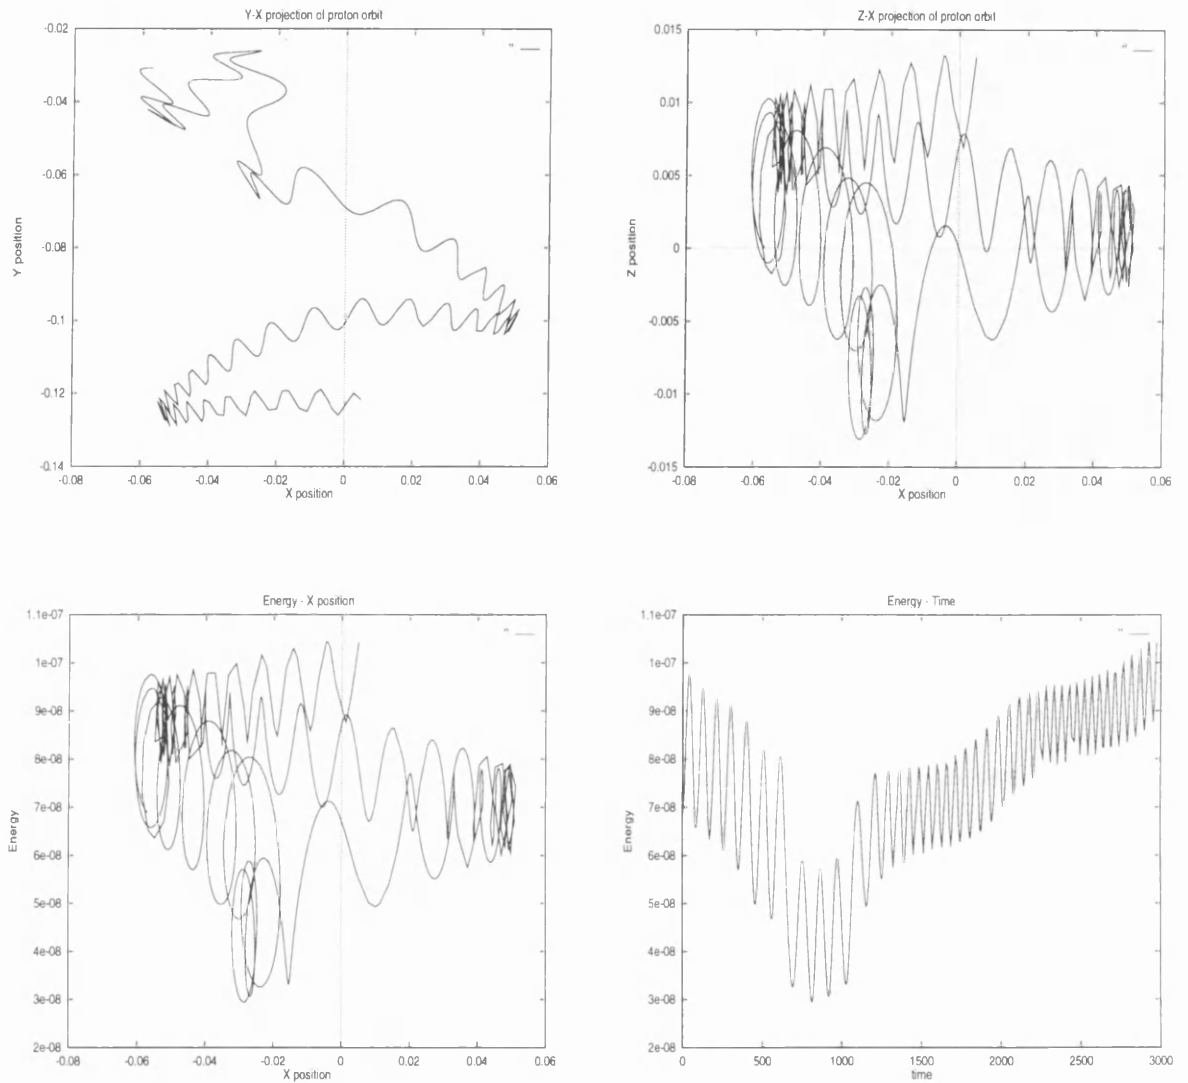 Y-X projection of proton orbit
-0.02
-0.04
-0.06
-0.08
-0.1
-0.12
-0.14
Y position
-0.08 -0.06 -0.04 -0.02 0 0.02 0.04 0.06
X position
Z-X projection of proton orbit
0.015
0.01
0.005
0
-0.005
-0.01
-0.015
Z position
-0.08 -0.06 -0.04 -0.02 0 0.02 0.04 0.06
X position
Energy - X position
1.1e-07
1e-07
9e-08
8e-08
7e-08
6e-08
5e-08
4e-08
3e-08
2e-08
Energy
-0.08 -0.06 -0.04 -0.02 0 0.02 0.04 0.06
X position
Energy - Time
1.1e-07
1e-07
9e-08
8e-08
7e-08
6e-08
5e-08
4e-08
3e-08
2e-08
Energy
0 500 1000 1500 2000 2500 3000
time